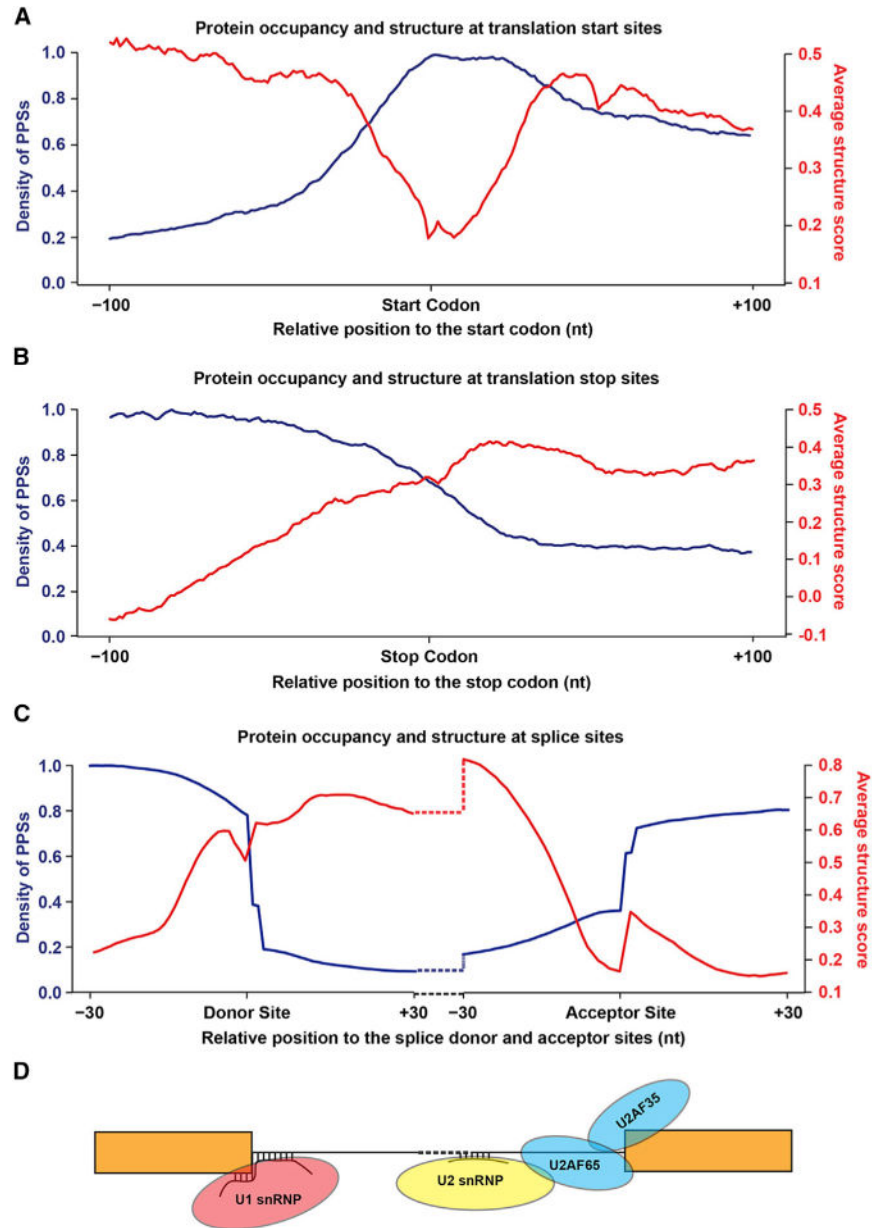 A
Protein occupancy and structure at translation start sites
1.0
0.8
0.6
0.4
0.2
0.0
Density of PPSs
0.5
0.4
0.3
0.2
0.1
Average structure score
−100
Start Codon
+100
Relative position to the start codon (nt)
B
Protein occupancy and structure at translation stop sites
1.0
0.8
0.6
0.4
0.2
0.0
Density of PPSs
0.5
0.4
0.3
0.2
0.1
0.0
-0.1
Average structure score
−100
Stop Codon
+100
Relative position to the stop codon (nt)
C
Protein occupancy and structure at splice sites
1.0
0.8
0.6
0.4
0.2
0.0
Density of PPSs
0.8
0.7
0.6
0.5
0.4
0.3
0.2
0.1
Average structure score
−30
Donor Site
+30
−30
Acceptor Site
+30
Relative position to the splice donor and acceptor sites (nt)
D
U1 snRNP
U2 snRNP
U2AF65
U2AF35